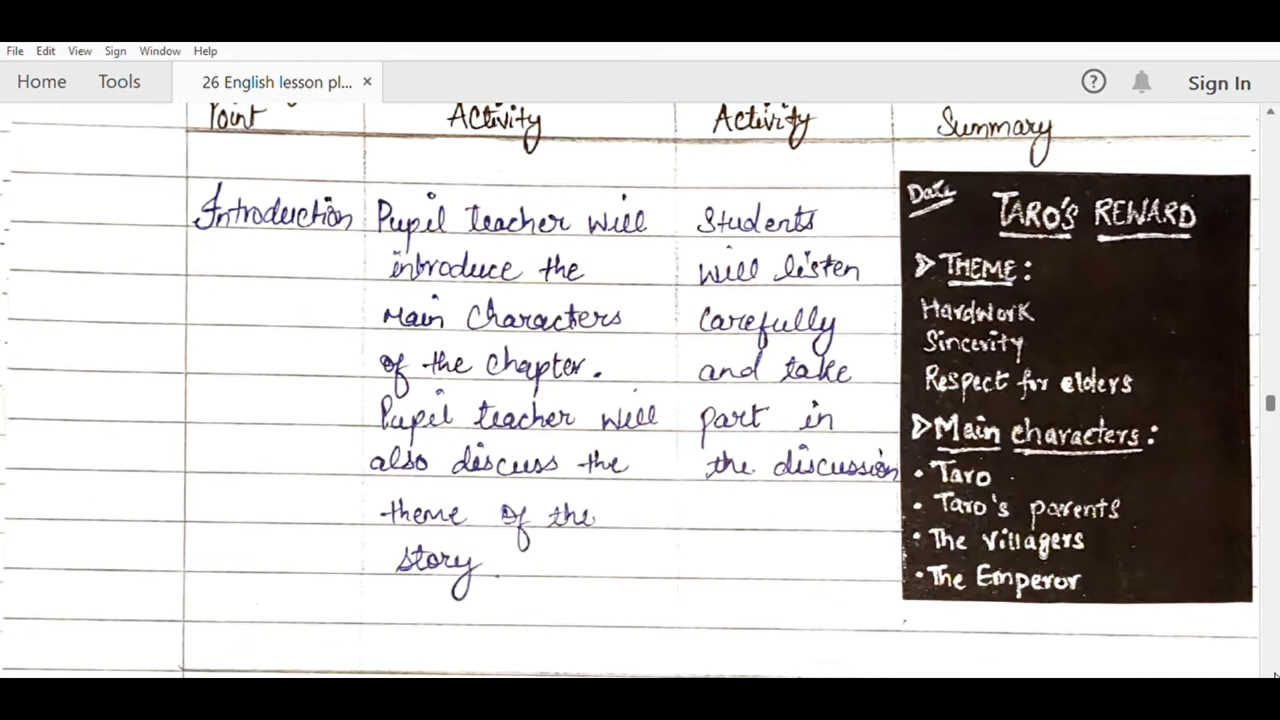 File Edit View Sign Window Help
Home Tools 26 English lesson pl... × Sign In
Point Activity Activity Summary
Introduction
Pupil teacher will
introduce the
main characters
of the chapter.
Pupil teacher will
also discuss the
theme of the
story
Students
will listen
carefully
and take
part in
the discussion
Date
TARO'S REWARD
THEME:
Hardwork
Sincerity
Respect for elders
Main characters:
• Taro
• Taro's parents
• The Villagers
• The Emperor